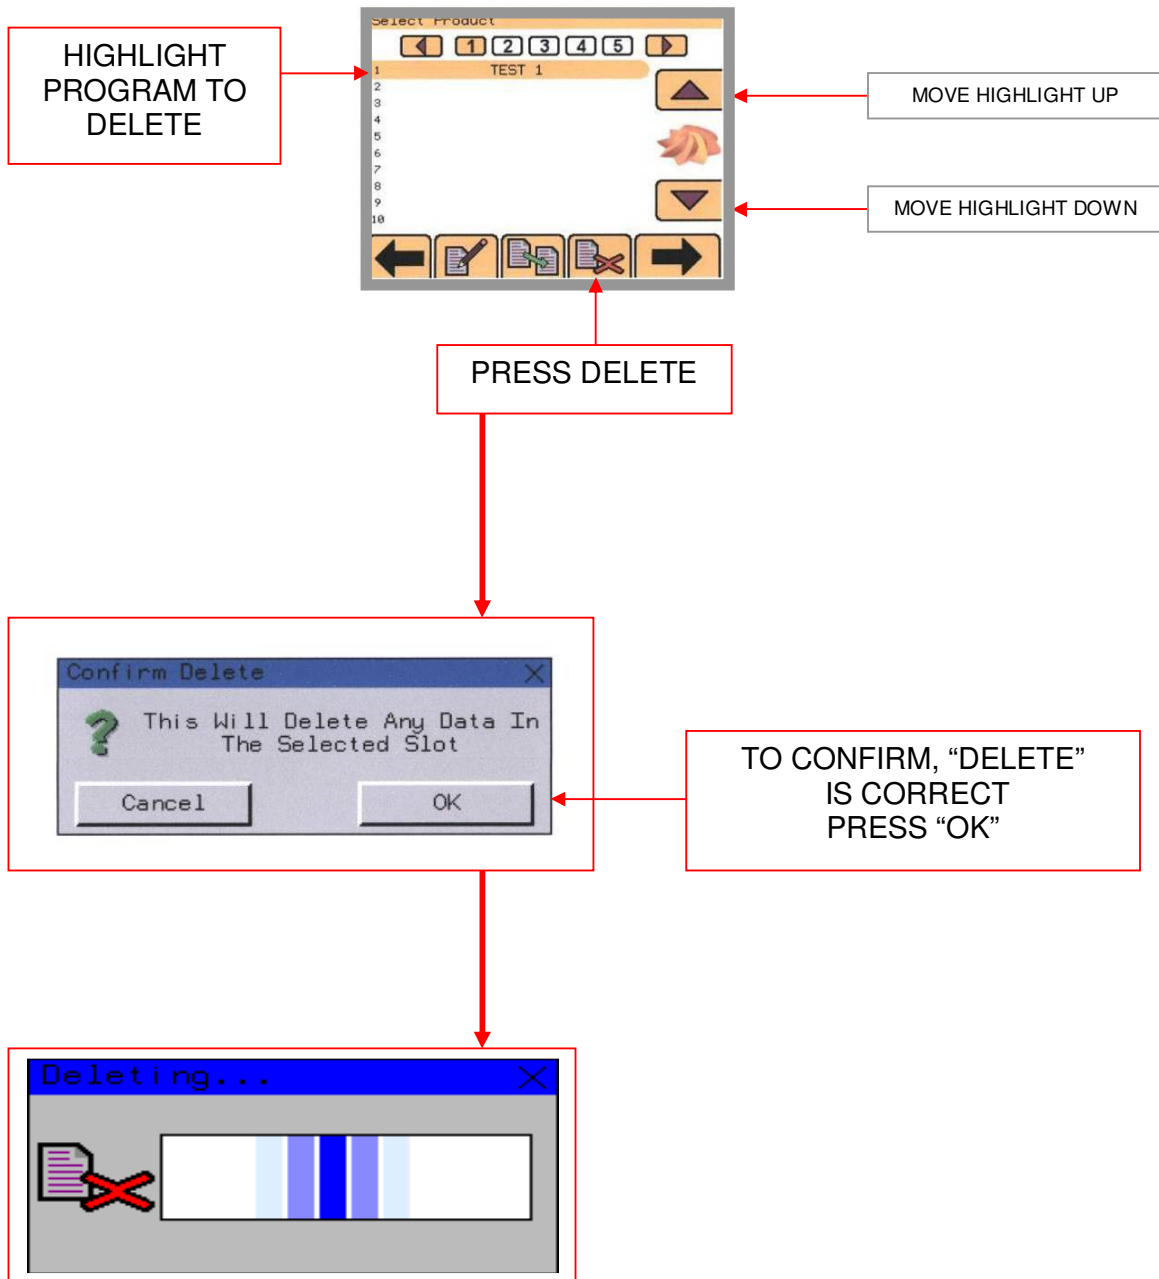 Select Product
HIGHLIGHT
PROGRAM TO
DELETE
1 2 3 4 5
1 TEST 1
2
3
4
5
6
7
8
9
10
MOVE HIGHLIGHT UP
MOVE HIGHLIGHT DOWN
PRESS DELETE
Confirm Delete
This Will Delete Any Data In
The Selected Slot
Cancel OK
TO CONFIRM, “DELETE”
IS CORRECT
PRESS “OK”
Deleting...